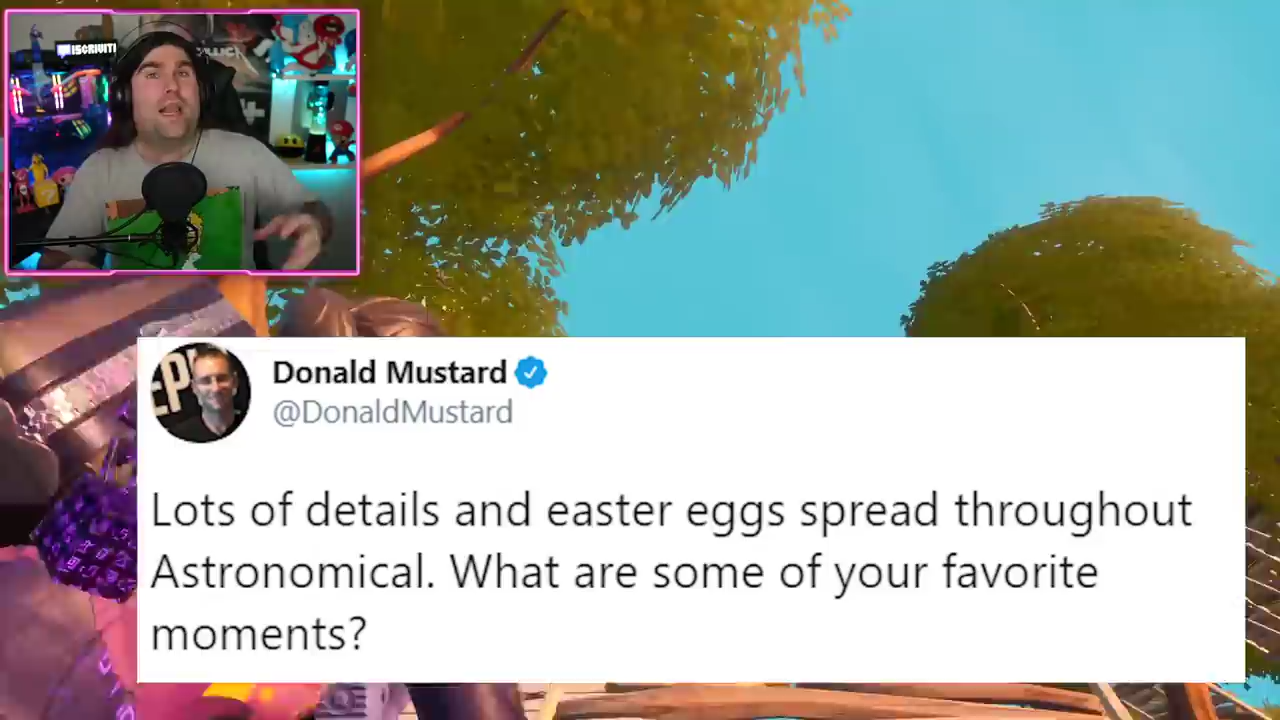 ISCRIVITI
Donald Mustard
@DonaldMustard
Lots of details and easter eggs spread throughout
Astronomical. What are some of your favorite
moments?